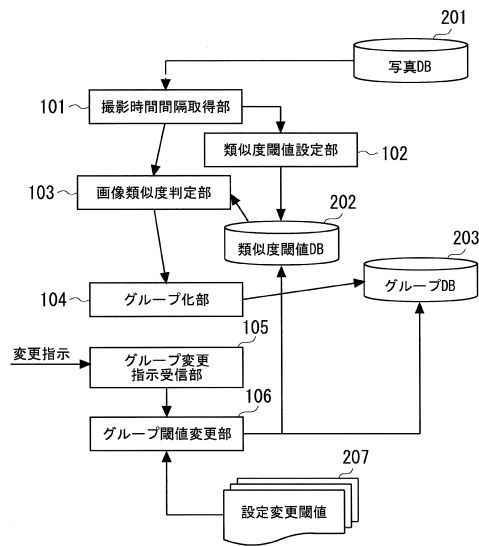 201
写真DB
101
撮影時間間隔取得部
類似度閾値設定部
102
103
画像類似度判定部
202
類似度閾値DB
203
グループDB
104
グループ化部
105
変更指示
グループ変更
指示受信部
106
グループ閾値変更部
207
設定変更閾値